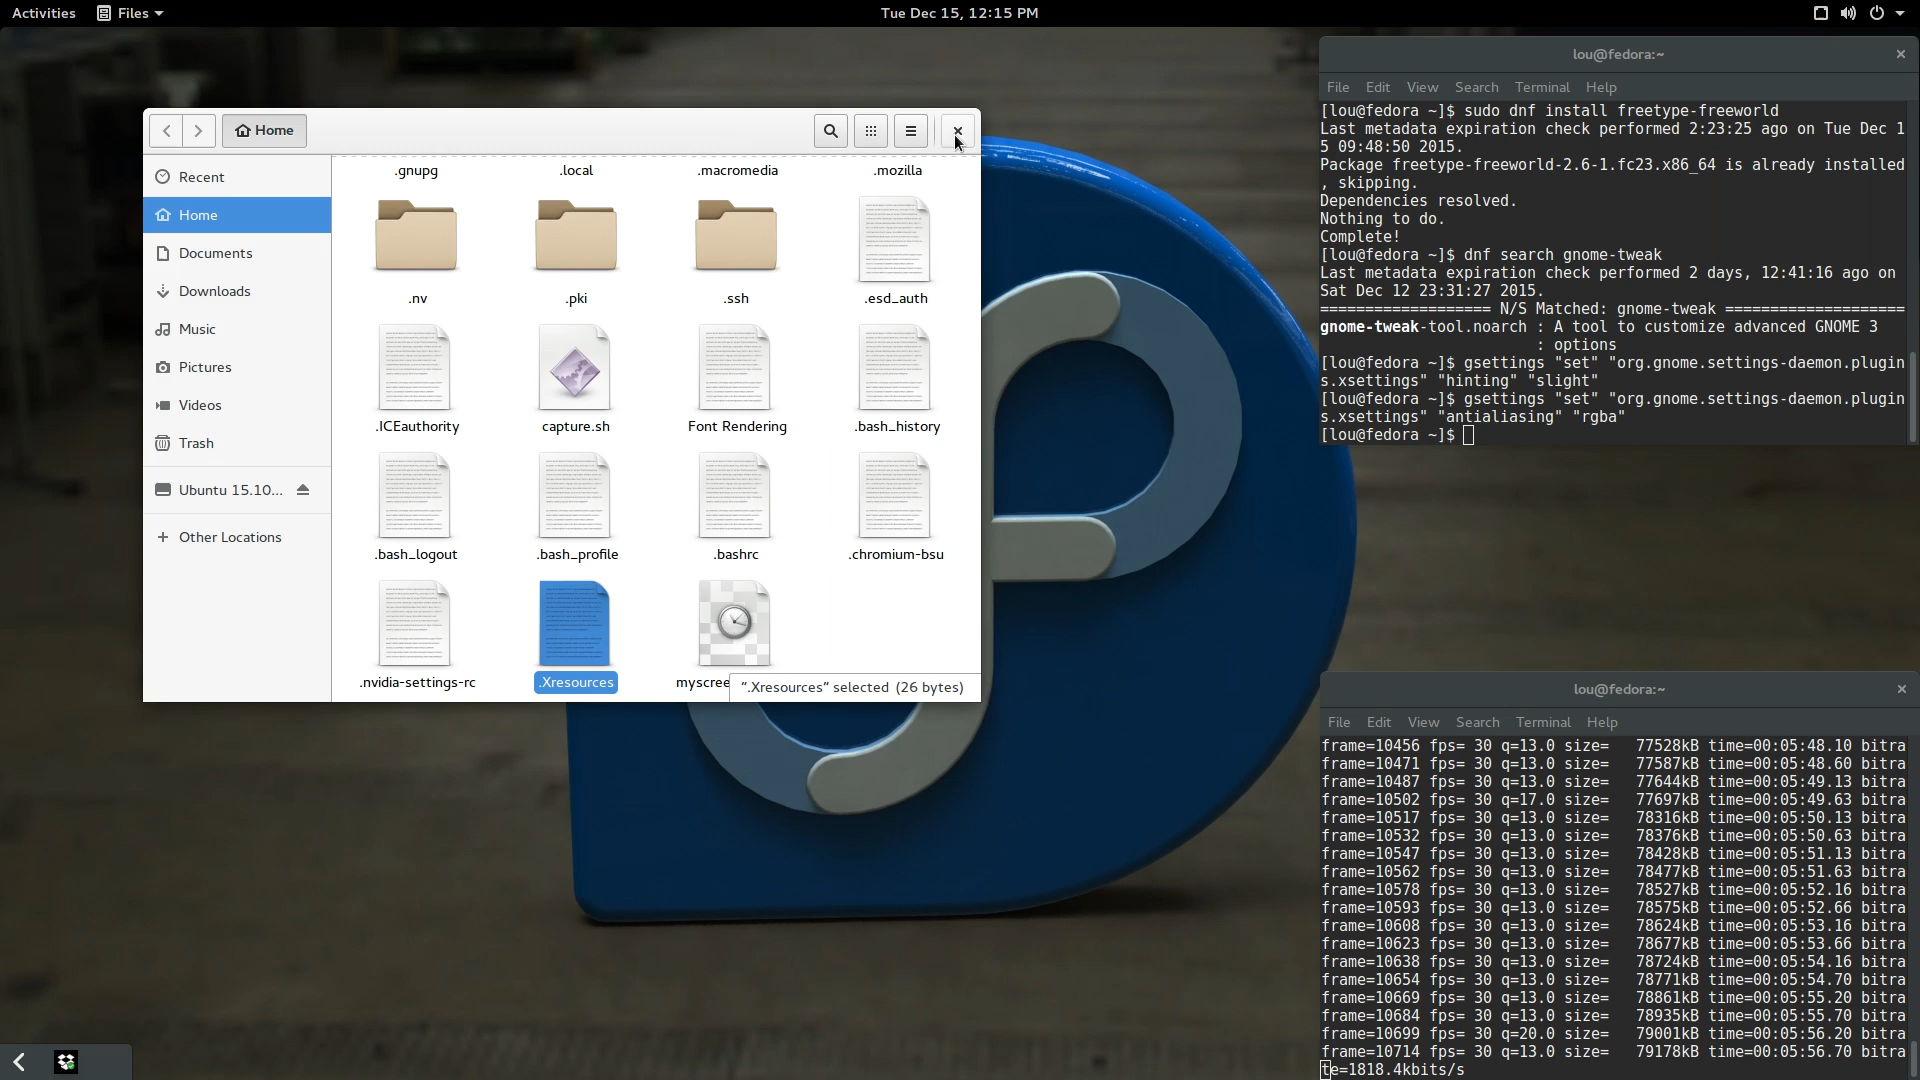 Activities Files Tue Dec 15, 12:15 PM
Home
Recent
Home
Documents
Downloads
Music
Pictures
Videos
Trash
Ubuntu 15.10...
Other Locations
.gnupg .local .macromedia .mozilla
.nv .pki .ssh .esd_auth
.ICEauthority capture.sh Font Rendering .bash_history
.bash_logout .bash_profile .bashrc .chromium-bsu
.nvidia-settings-rc .Xresources myscree
“.Xresources” selected (26 bytes)
lou@fedora:~
File Edit View Search Terminal Help
[lou@fedora ~]$ sudo dnf install freetype-freeworld
Last metadata expiration check performed 2:23:25 ago on Tue Dec 1
5 09:48:50 2015.
Package freetype-freeworld-2.6-1.fc23.x86_64 is already installed
, skipping.
Dependencies resolved.
Nothing to do.
Complete!
[lou@fedora ~]$ dnf search gnome-tweak
Last metadata expiration check performed 2 days, 12:41:16 ago on
Sat Dec 12 23:31:27 2015.
=================== N/S Matched: gnome-tweak ====================
gnome-tweak-tool.noarch : A tool to customize advanced GNOME 3
: options
[lou@fedora ~]$ gsettings "set" "org.gnome.settings-daemon.plugin
s.xsettings" "hinting" "slight"
[lou@fedora ~]$ gsettings "set" "org.gnome.settings-daemon.plugin
s.xsettings" "antialiasing" "rgba"
[lou@fedora ~]$
lou@fedora:~
File Edit View Search Terminal Help
frame=10456 fps= 30 q=13.0 size=   77528kB time=00:05:48.10 bitra
frame=10471 fps= 30 q=13.0 size=   77587kB time=00:05:48.60 bitra
frame=10487 fps= 30 q=13.0 size=   77644kB time=00:05:49.13 bitra
frame=10502 fps= 30 q=17.0 size=   77697kB time=00:05:49.63 bitra
frame=10517 fps= 30 q=13.0 size=   78316kB time=00:05:50.13 bitra
frame=10532 fps= 30 q=13.0 size=   78376kB time=00:05:50.63 bitra
frame=10547 fps= 30 q=13.0 size=   78428kB time=00:05:51.13 bitra
frame=10562 fps= 30 q=13.0 size=   78477kB time=00:05:51.63 bitra
frame=10578 fps= 30 q=13.0 size=   78527kB time=00:05:52.16 bitra
frame=10593 fps= 30 q=13.0 size=   78575kB time=00:05:52.66 bitra
frame=10608 fps= 30 q=13.0 size=   78624kB time=00:05:53.16 bitra
frame=10623 fps= 30 q=13.0 size=   78677kB time=00:05:53.66 bitra
frame=10638 fps= 30 q=13.0 size=   78724kB time=00:05:54.16 bitra
frame=10654 fps= 30 q=13.0 size=   78771kB time=00:05:54.70 bitra
frame=10669 fps= 30 q=13.0 size=   78861kB time=00:05:55.20 bitra
frame=10684 fps= 30 q=13.0 size=   78935kB time=00:05:55.70 bitra
frame=10699 fps= 30 q=20.0 size=   79001kB time=00:05:56.20 bitra
frame=10714 fps= 30 q=13.0 size=   79178kB time=00:05:56.70 bitra
te=1818.4kbits/s